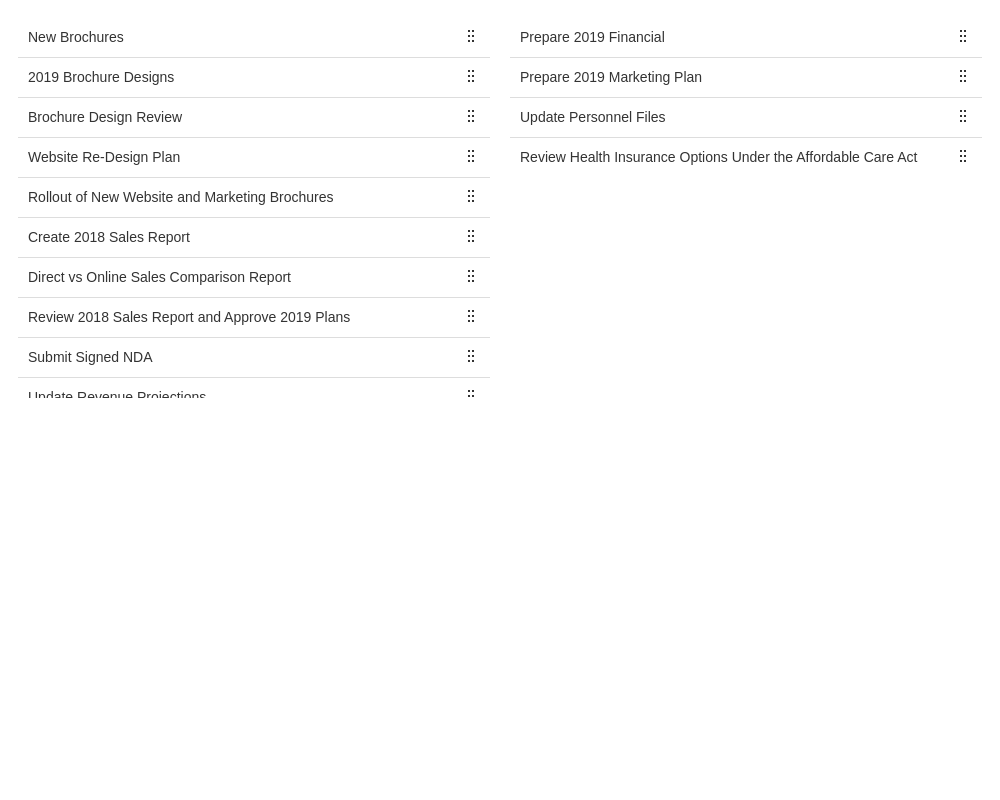 New Brochures
2019 Brochure Designs
Brochure Design Review
Website Re-Design Plan
Rollout of New Website and Marketing Brochures
Create 2018 Sales Report
Direct vs Online Sales Comparison Report
Review 2018 Sales Report and Approve 2019 Plans
Submit Signed NDA
Update Revenue Projections
Prepare 2019 Financial
Prepare 2019 Marketing Plan
Update Personnel Files
Review Health Insurance Options Under the Affordable Care Act